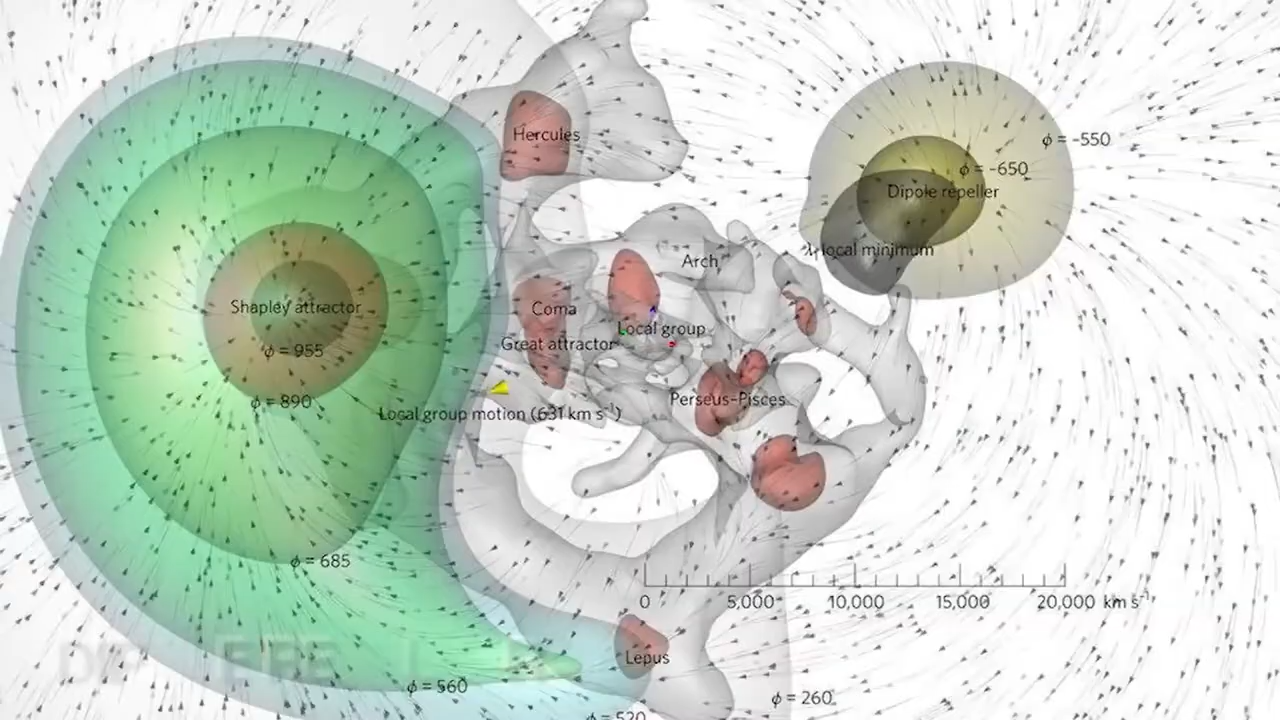 Hercules
ϕ = -550
ϕ = -650
Dipole repeller
λ local minimum
Arch
Shapley attractor
Coma
Local group
Great attractor
ϕ = 955
ϕ = 890
Perseus-Pisces
Local group motion (631 km s⁻¹)
ϕ = 685
0 5,000 10,000 15,000 20,000 km s⁻¹
Lepus
ϕ = 560
ϕ = 260
ϕ = 520